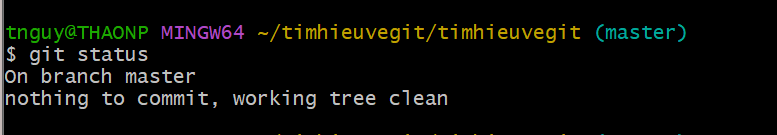 tnguy@THAONP MINGW64 ~/timhieuvegit/timhieuvegit (master)
$ git status
On branch master
nothing to commit, working tree clean